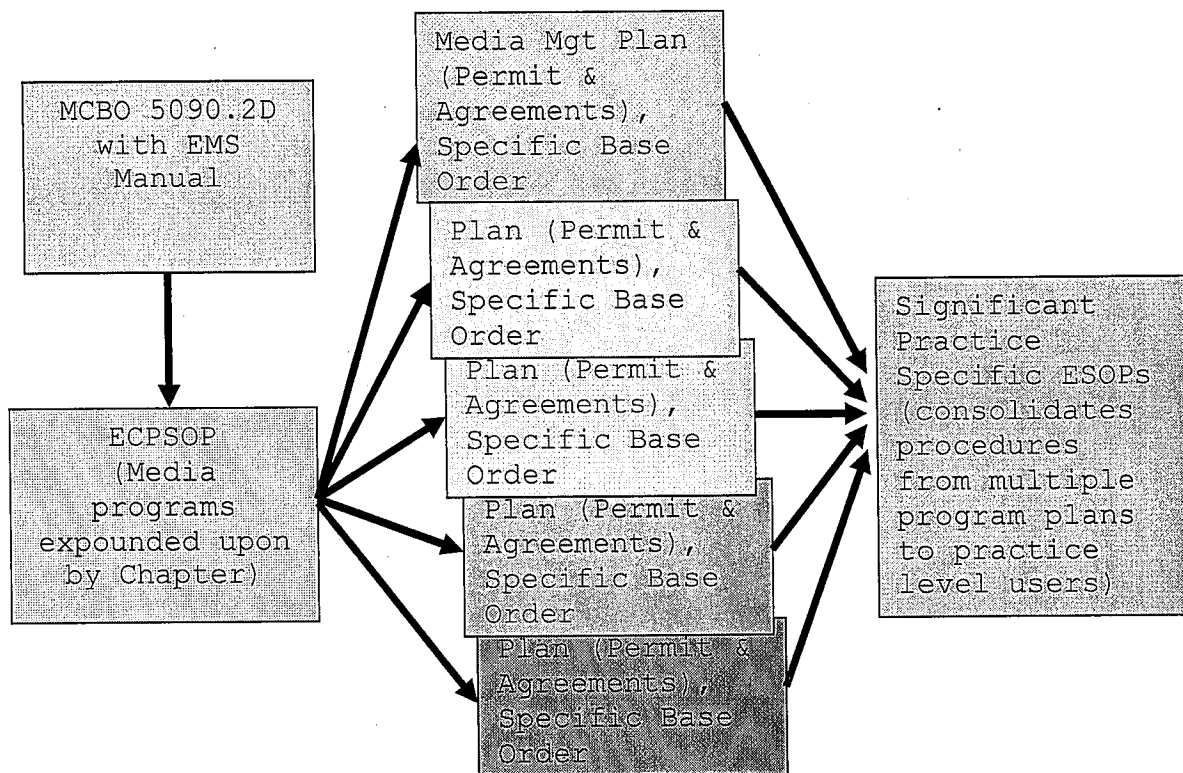 MCBO 5090.2D
with EMS
Manual
ECPSOP
(Media
programs
expounded upon
by Chapter)
Media Mgt Plan
(Permit &
Agreements),
Specific Base
Order
Plan (Permit &
Agreements),
Specific Base
Order
Plan (Permit &
Agreements),
Specific Base
Order
Plan (Permit &
Agreements),
Specific Base
Order
Plan (Permit &
Agreements),
Specific Base
Order
Significant
Practice
Specific ESOPs
(consolidates
procedures
from multiple
program plans
to practice
level users)